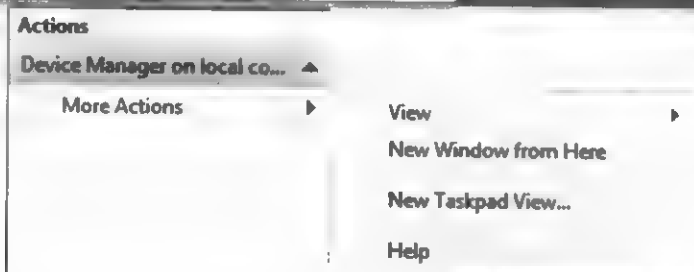 Actions
Device Manager on local co...
More Actions
View
New Window from Here
New Taskpad View...
Help